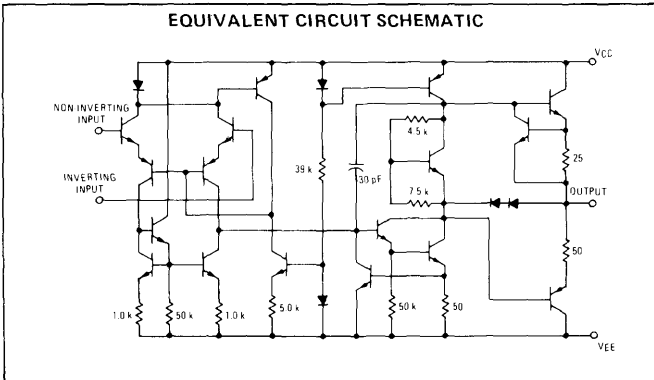 EQUIVALENT CIRCUIT SCHEMATIC
VCC
NON INVERTING
INPUT
4.5 k
25
39 k
30 pF
INVERTING
INPUT
7.5 k
OUTPUT
50
1.0 k
50 k
1.0 k
5.0 k
50 k
50
VEE